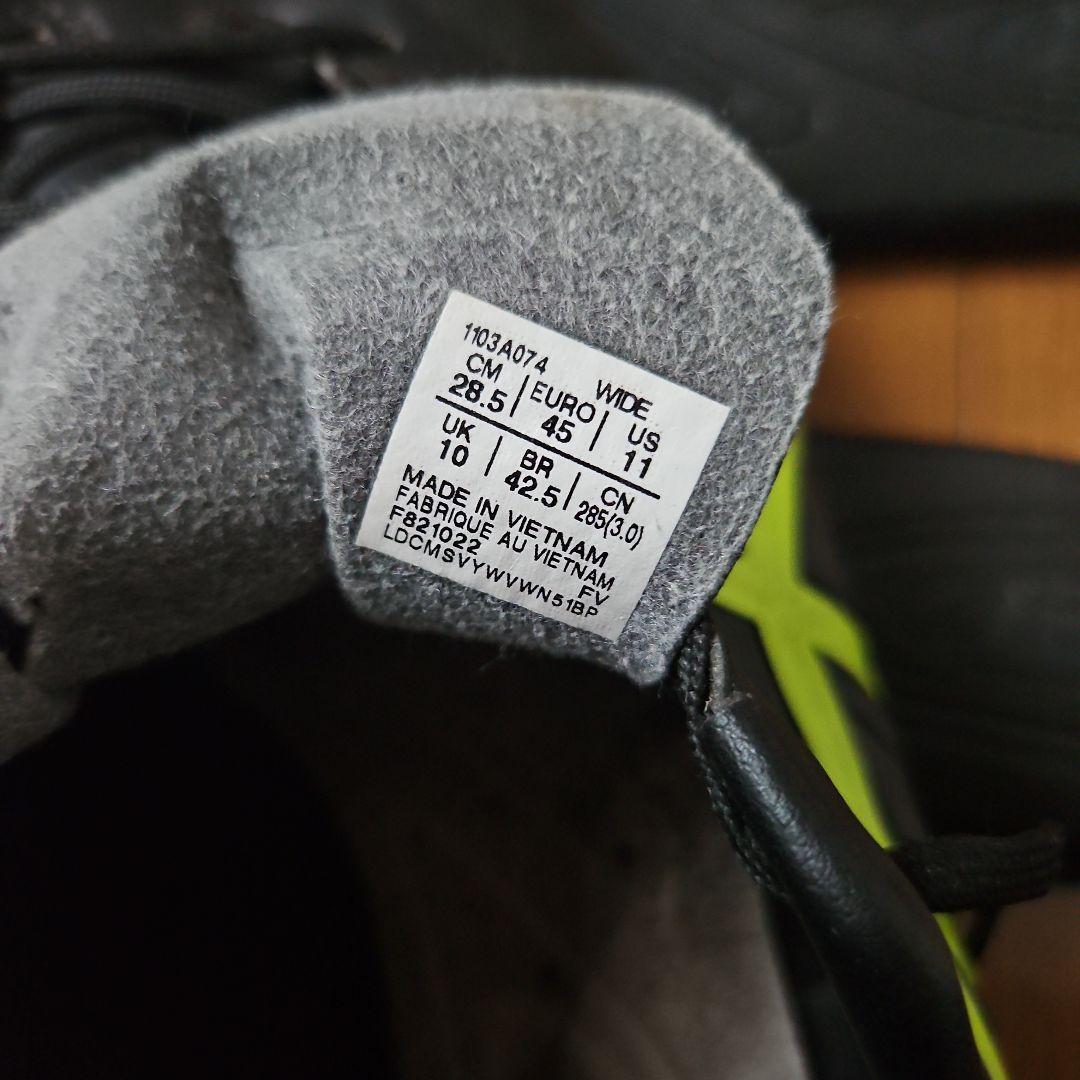 1103A074 WIDE
CM | EURO | US
28.5 | 45 | 11
UK | BR | CN
10 | 42.5 | 285(3.0)
MADE IN VIETNAM
FABRIQUE AU VIETNAM
F821022 FV
LDCMSVYWVWN51BP